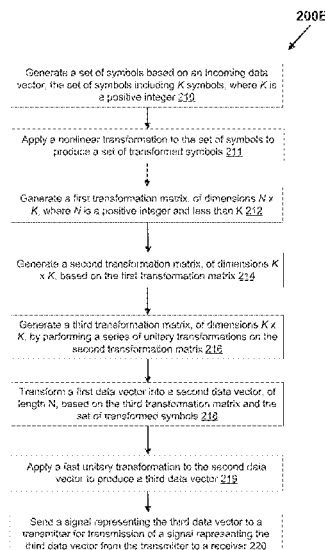 200B
Generate a set of symbols based on an incoming data
vector, the set of symbols including K symbols, where K is
a positive integer 210
Apply a nonlinear transformation to the set of symbols to
produce a set of transformed symbols 211
Generate a first transformation matrix, of dimensions N x
K, where N is a positive integer and less than K 212
Generate a second transformation matrix, of dimensions K
x K, based on the first transformation matrix 214
Generate a third transformation matrix, of dimensions K x
K, by performing a series of unitary transformations on the
second transformation matrix 216
Transform a first data vector into a second data vector, of
length N, based on the third transformation matrix and the
set of transformed symbols 218
Apply a fast unitary transformation to the second data
vector to produce a third data vector 219
Send a signal representing the third data vector to a
transmitter for transmission of a signal representing the
third data vector from the transmitter to a receiver 220